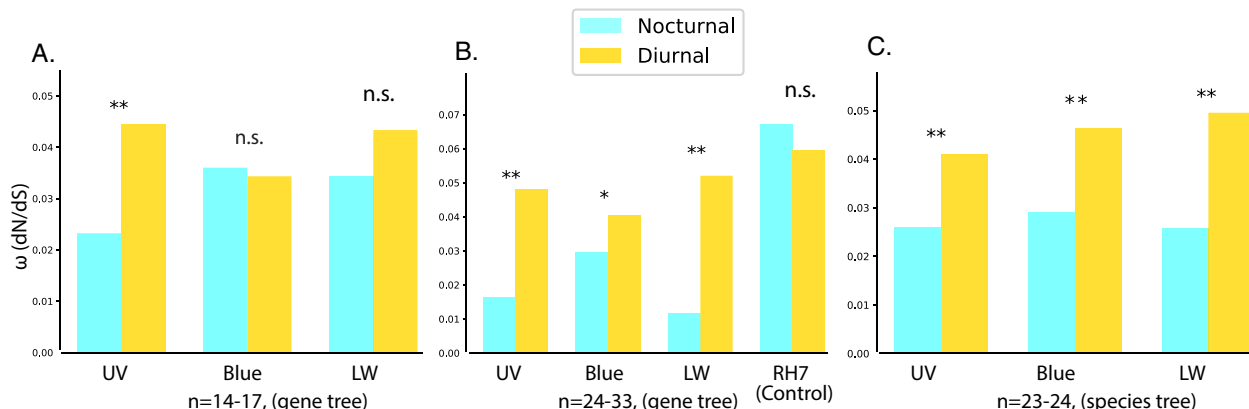 Nocturnal
Diurnal
A.
ω (dN/dS)
0.05
0.04
0.03
0.02
0.01
0.00
**
n.s.
n.s.
UV Blue LW
n=14-17, (gene tree)
B.
0.07
0.06
0.05
0.04
0.03
0.02
0.01
0.00
**
*
**
n.s.
UV Blue LW RH7
(Control)
n=24-33, (gene tree)
C.
0.05
0.04
0.03
0.02
0.01
0.00
**
**
**
UV Blue LW
n=23-24, (species tree)